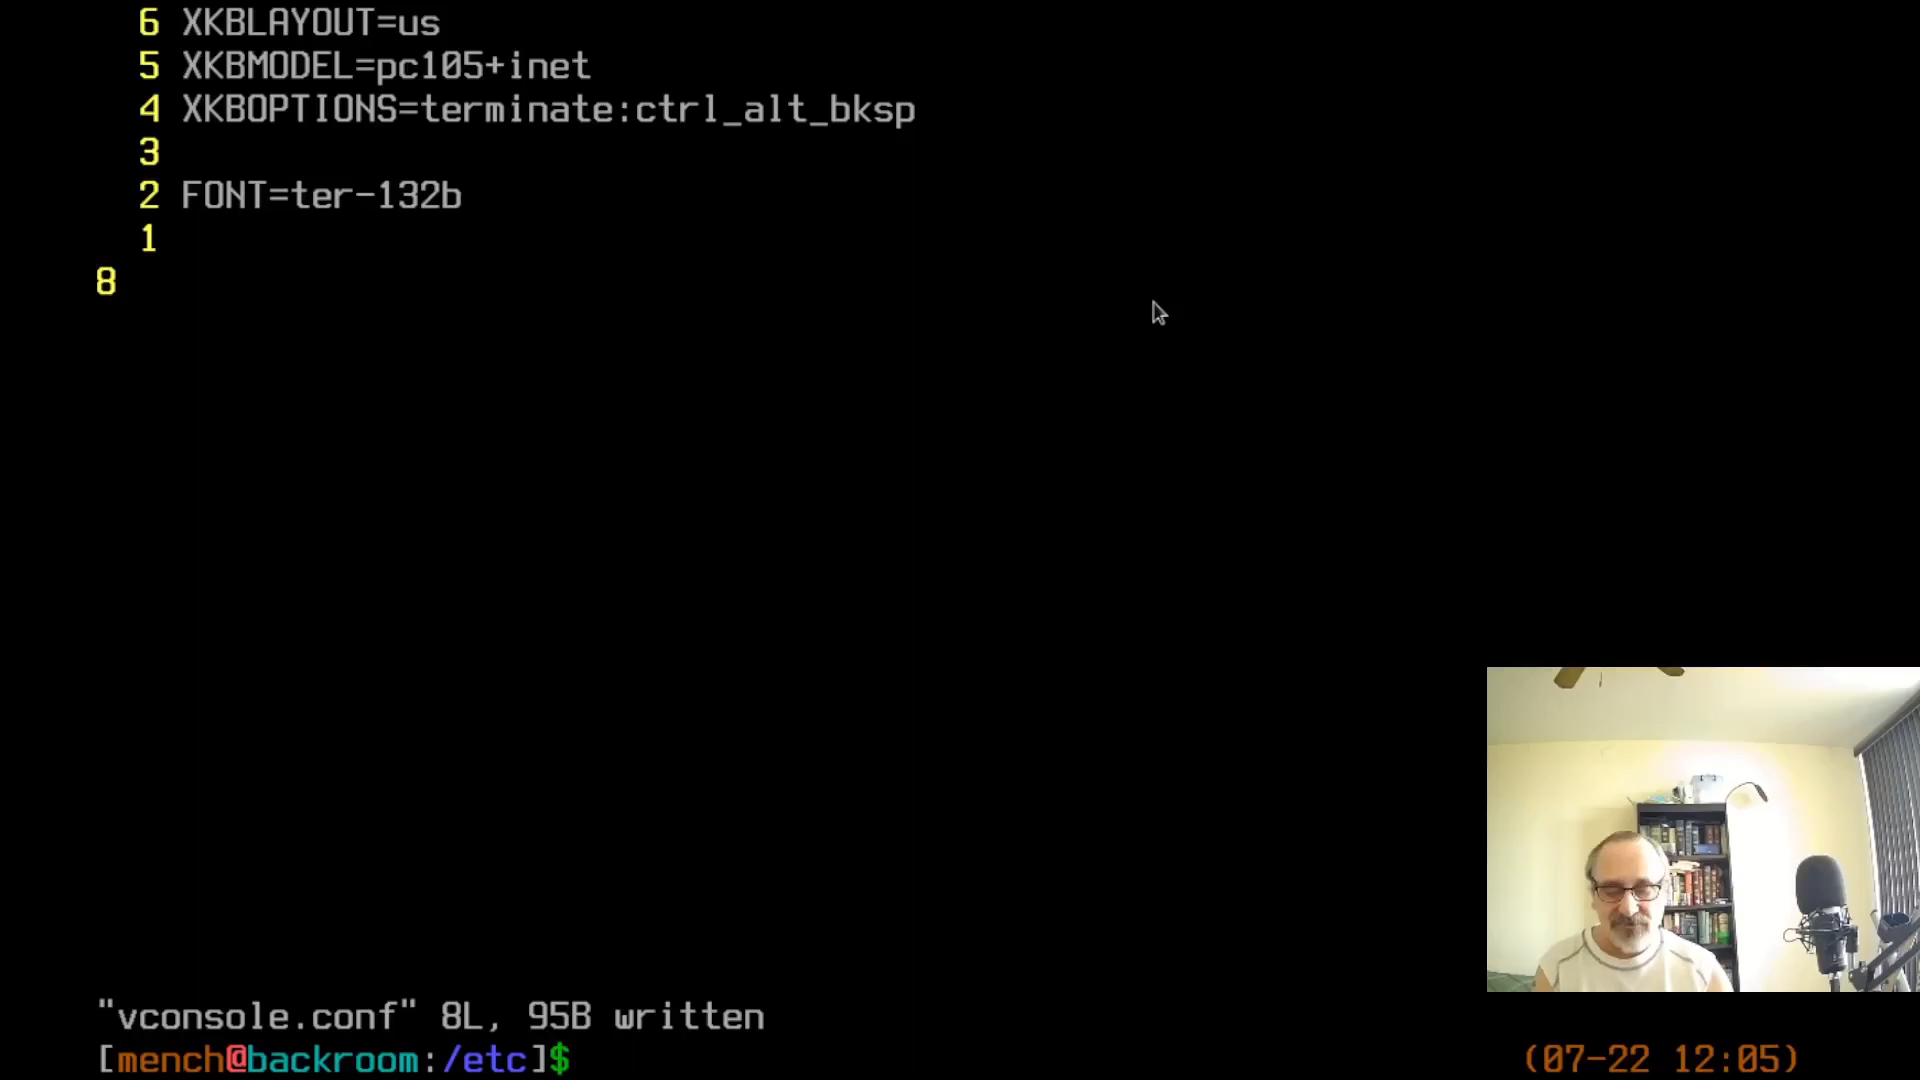 6 XKBLAYOUT=us
5 XKBMODEL=pc105+inet
4 XKBOPTIONS=terminate:ctrl_alt_bksp
3
2 FONT=ter-132b
1
8
"vconsole.conf" 8L, 95B written
[mench@backroom:/etc]$ (07-22 12:05)